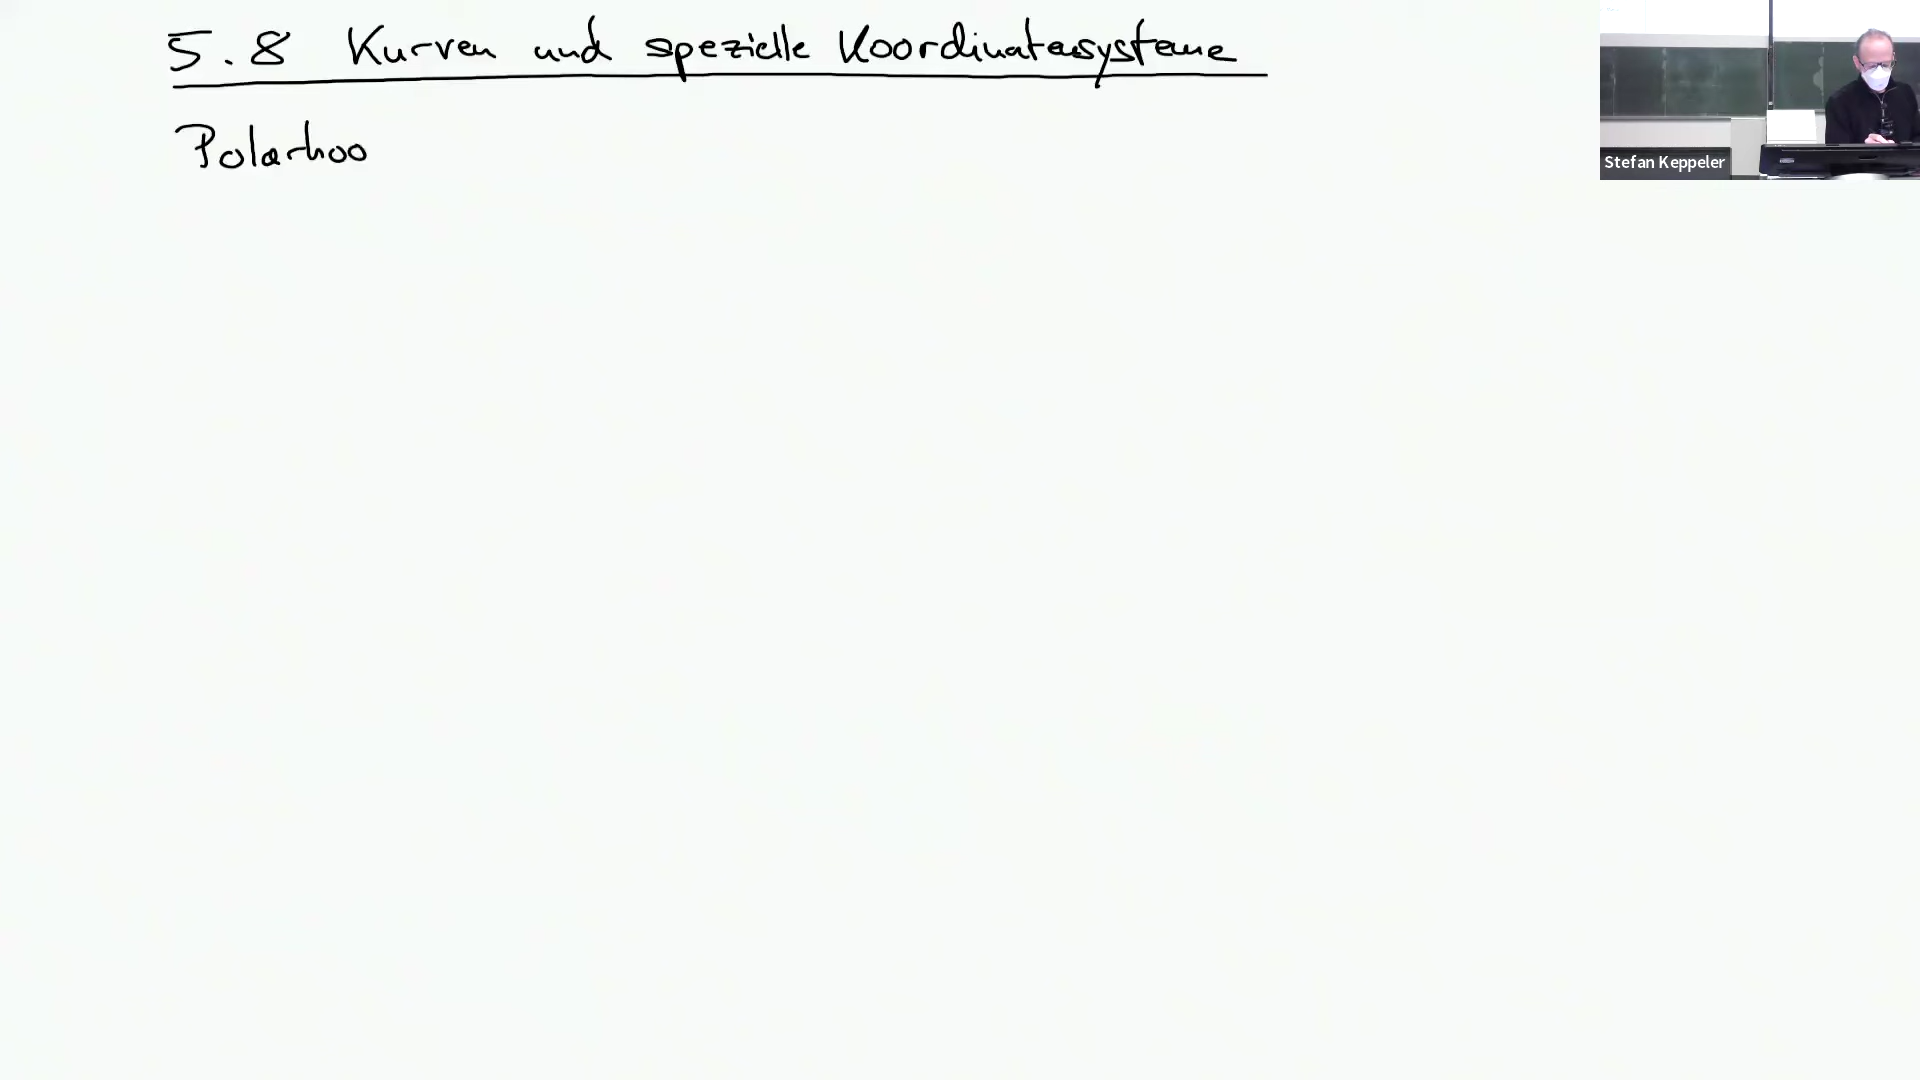 5.8 Kurven und spezielle Koordinatensysteme
Polarkoo
Stefan Keppeler